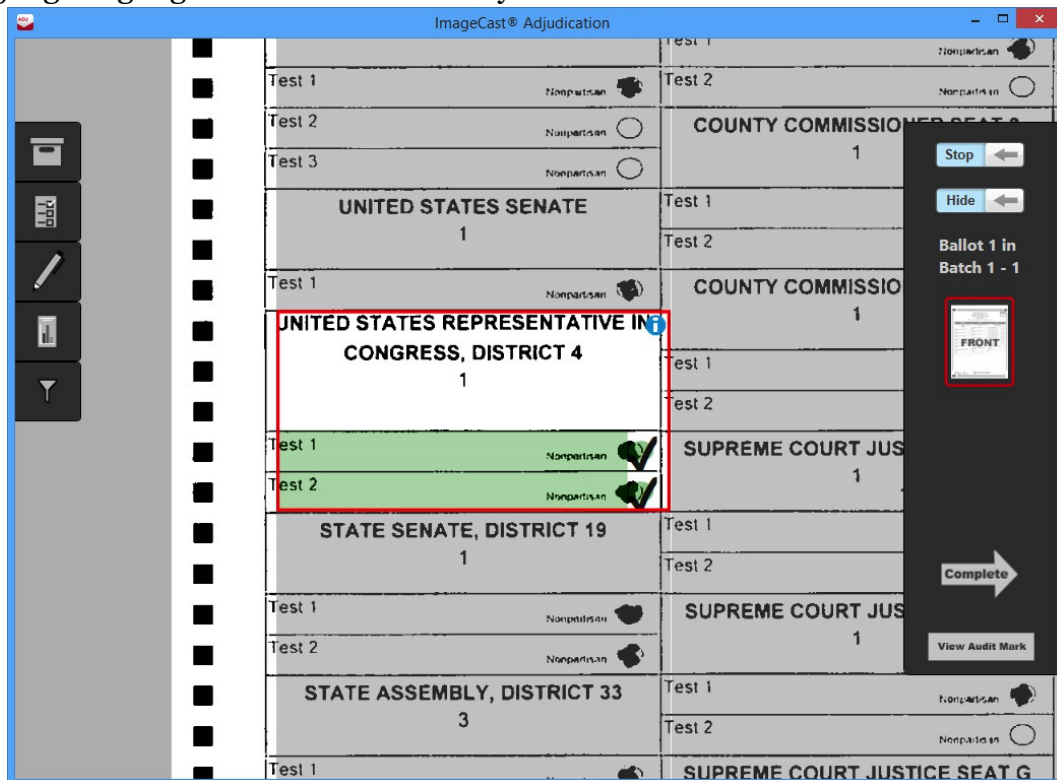 ImageCast® Adjudication
Test 1 Nonpartisan
Test 2 Nonpartisan
Test 3 Nonpartisan
UNITED STATES SENATE
1
Test 1 Nonpartisan
UNITED STATES REPRESENTATIVE IN
CONGRESS, DISTRICT 4
1
Test 1 Nonpartisan
Test 2 Nonpartisan
STATE SENATE, DISTRICT 19
1
Test 1 Nonpartisan
Test 2 Nonpartisan
STATE ASSEMBLY, DISTRICT 33
3
Test 1
Test 1 Nonpartisan
Test 2 Nonpartisan
COUNTY COMMISSIONER SEAT
1
Test 1
Test 2
COUNTY COMMISSIO
1
Test 1
Test 2
SUPREME COURT JUS
1
Test 1
Test 2
SUPREME COURT JUS
1
Test 1 Nonpartisan
Test 2 Nonpartisan
SUPREME COURT JUSTICE SEAT G
Stop
Hide
Ballot 1 in
Batch 1 - 1
FRONT
Complete
View Audit Mark